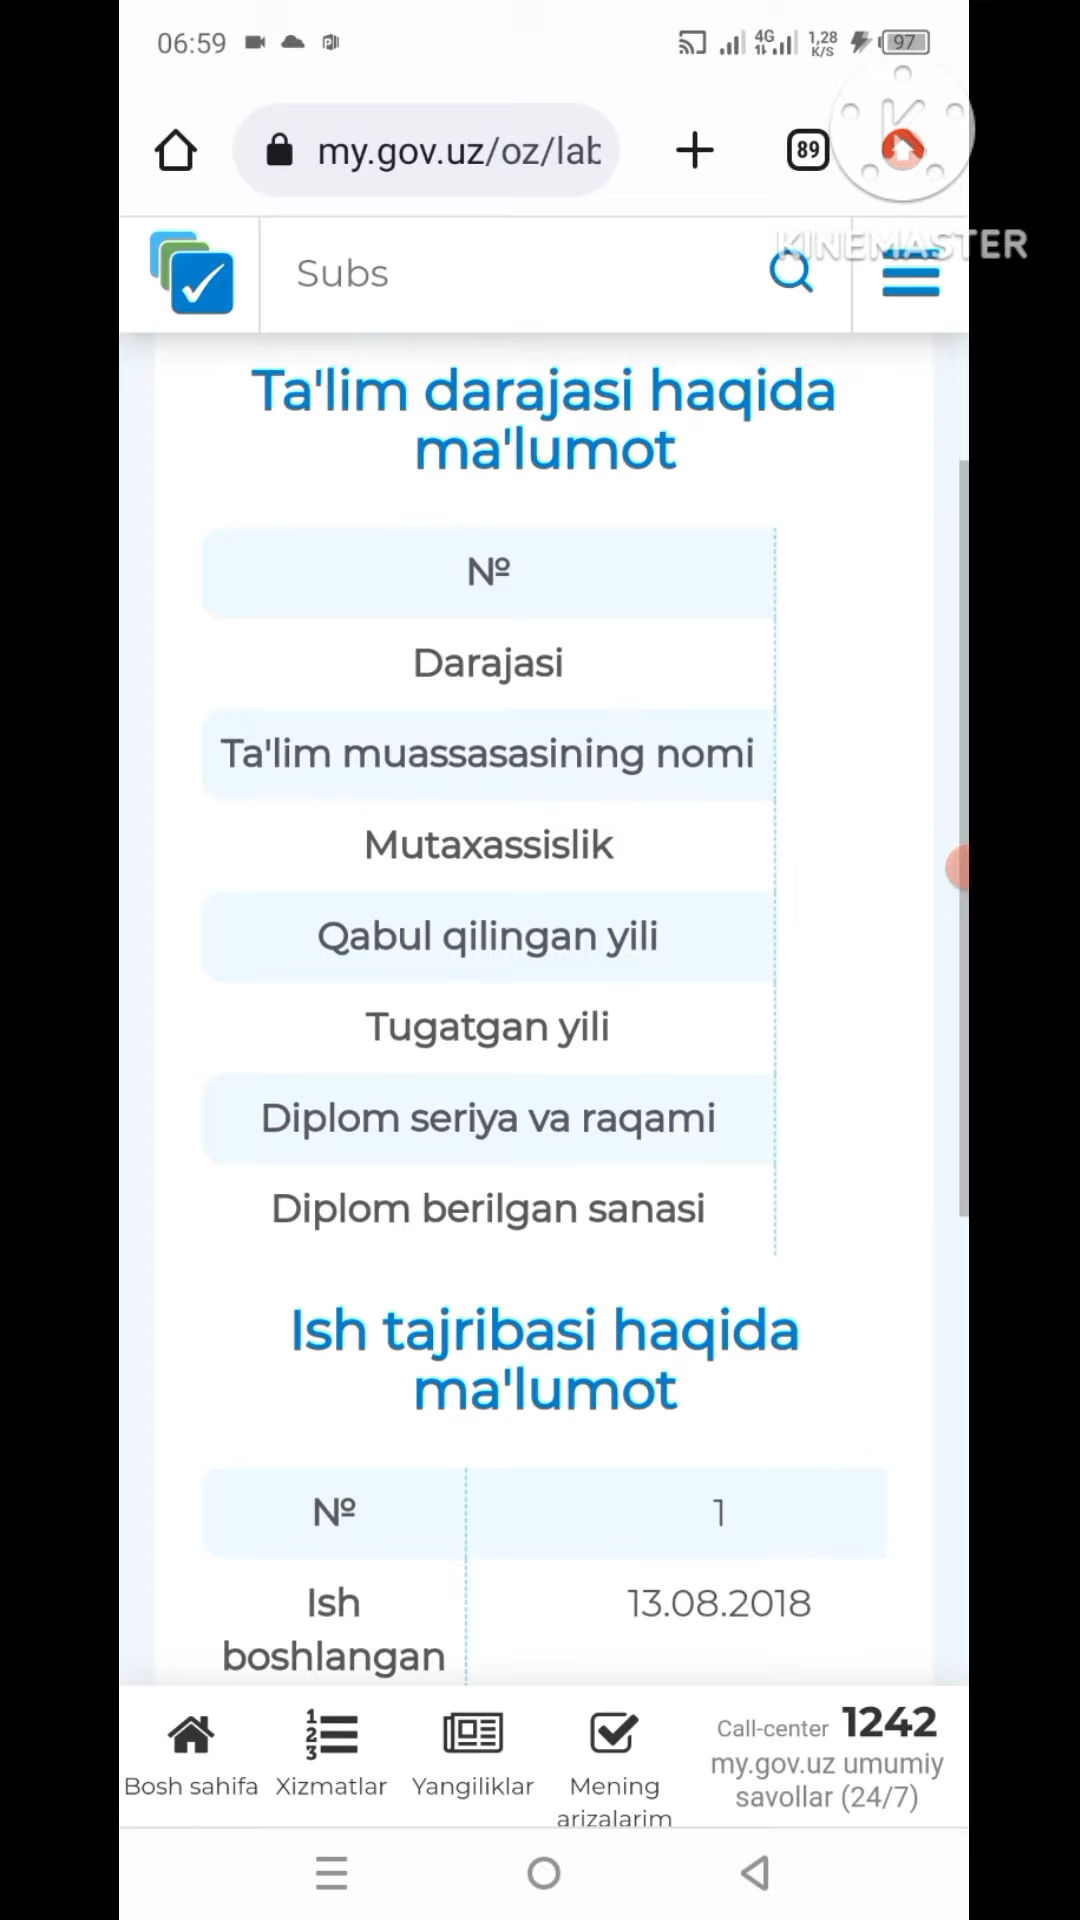 06:59
4G
1,28
K/S
97
my.gov.uz/oz/lab
89
KINEMASTER
Subs
Ta'lim darajasi haqida
ma'lumot
№
Darajasi
Ta'lim muassasasining nomi
Mutaxassislik
Qabul qilingan yili
Tugatgan yili
Diplom seriya va raqami
Diplom berilgan sanasi
Ish tajribasi haqida
ma'lumot
№ 1
Ish 13.08.2018
boshlangan
Bosh sahifa
Xizmatlar
Yangiliklar
Mening
arizalarim
Call-center 1242
my.gov.uz umumiy
savollar (24/7)